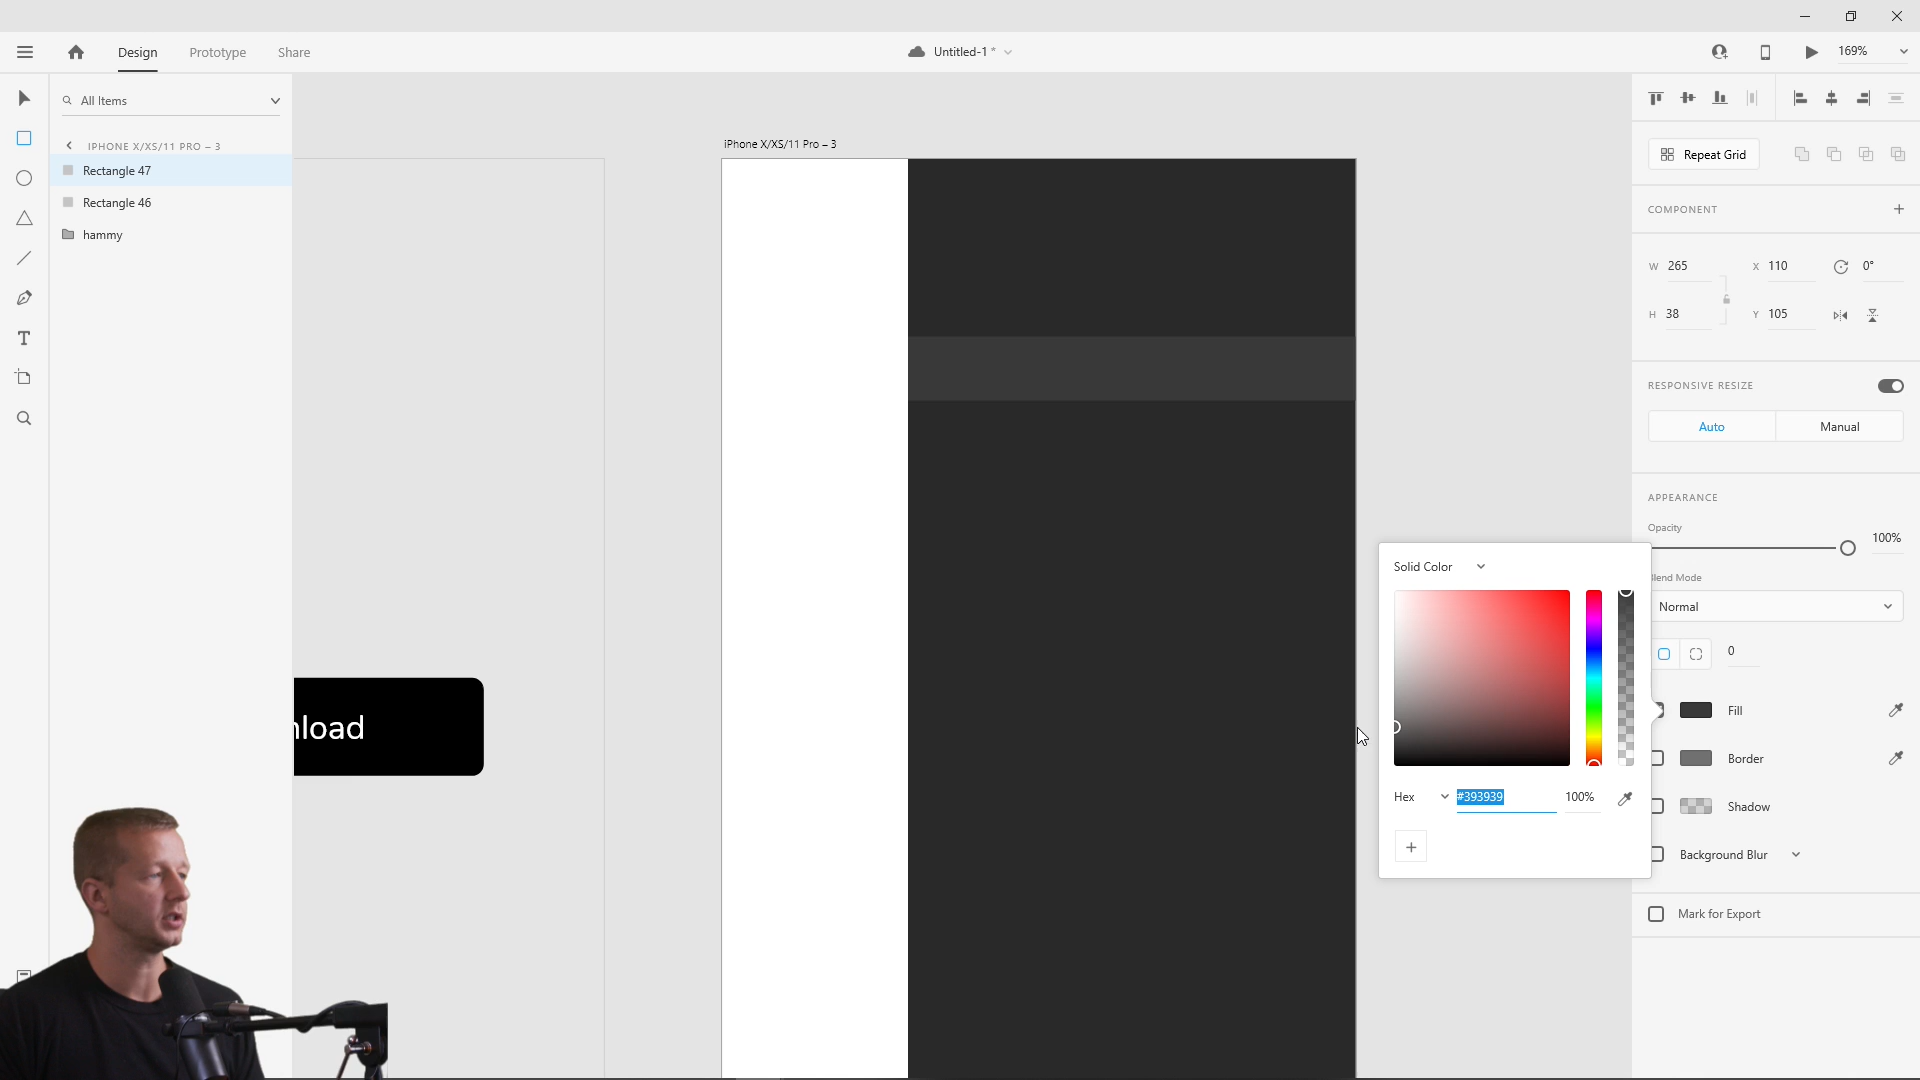 Design
Prototype
Share
Untitled-1 *
169%
All Items
IPHONE X/XS/11 PRO – 3
Rectangle 47
Rectangle 46
hammy
iPhone X/XS/11 Pro – 3
nload
Repeat Grid
COMPONENT
W 265
X 110
0°
H 38
Y 105
RESPONSIVE RESIZE
Auto
Manual
APPEARANCE
Opacity
100%
Blend Mode
Normal
0
Fill
Border
Shadow
Background Blur
Mark for Export
Solid Color
Hex
#393939
100%